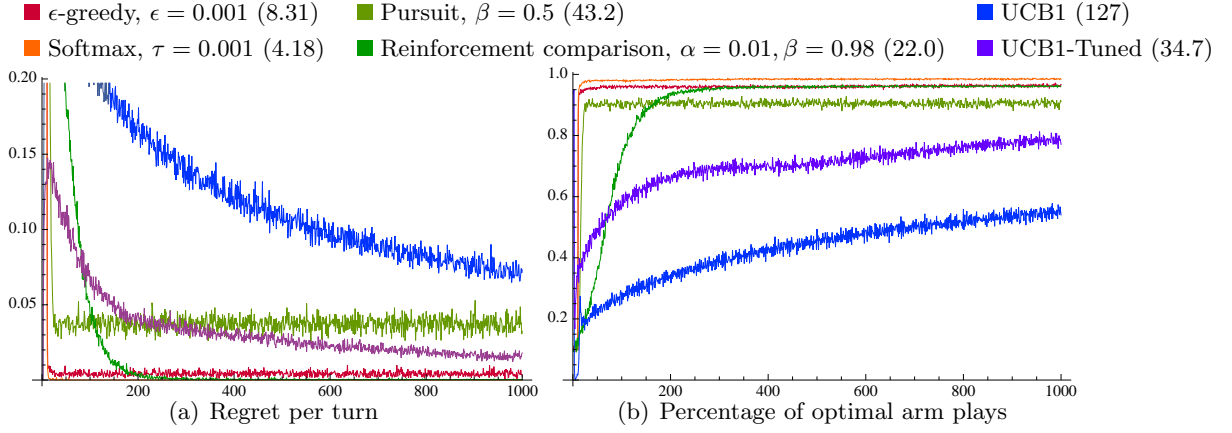 ϵ-greedy, ϵ = 0.001 (8.31) Pursuit, β = 0.5 (43.2) UCB1 (127)
Softmax, τ = 0.001 (4.18) Reinforcement comparison, α = 0.01, β = 0.98 (22.0) UCB1-Tuned (34.7)
0.20
0.15
0.10
0.05
200 400 600 800 1000
(a) Regret per turn
1.0
0.8
0.6
0.4
0.2
200 400 600 800 1000
(b) Percentage of optimal arm plays